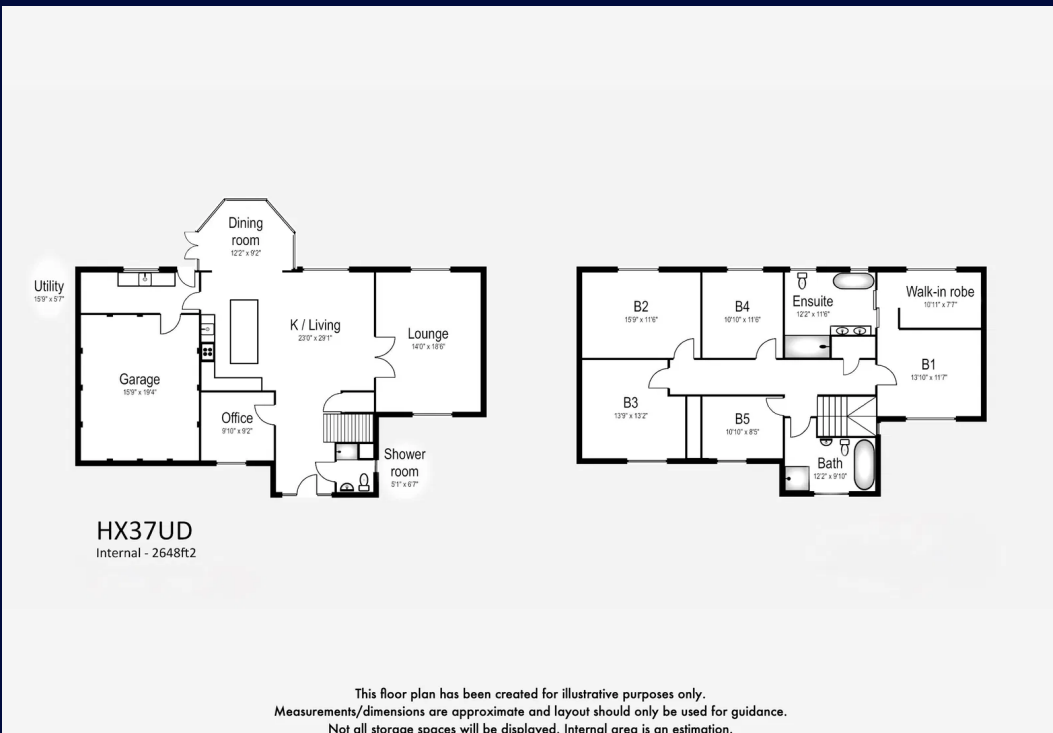 Dining
room
12'2" x 9'2"
Utility
15'9" x 5'7"
K / Living
23'0" x 29'1"
Lounge
14'0" x 18'6"
Garage
15'9" x 19'4"
Office
9'10" x 9'2"
Shower
room
5'1" x 6'7"
B2
15'9" x 11'6"
B4
10'10" x 11'6"
Ensuite
12'2" x 11'6"
Walk-in robe
10'11" x 7'7"
B1
13'10" x 11'7"
B3
13'9" x 13'2"
B5
10'10" x 8'5"
Bath
12'2" x 9'10"
HX37UD
Internal - 2648ft2
This floor plan has been created for illustrative purposes only.
Measurements/dimensions are approximate and layout should only be used for guidance.
Not all storage spaces will be displayed. Internal area is an estimation.